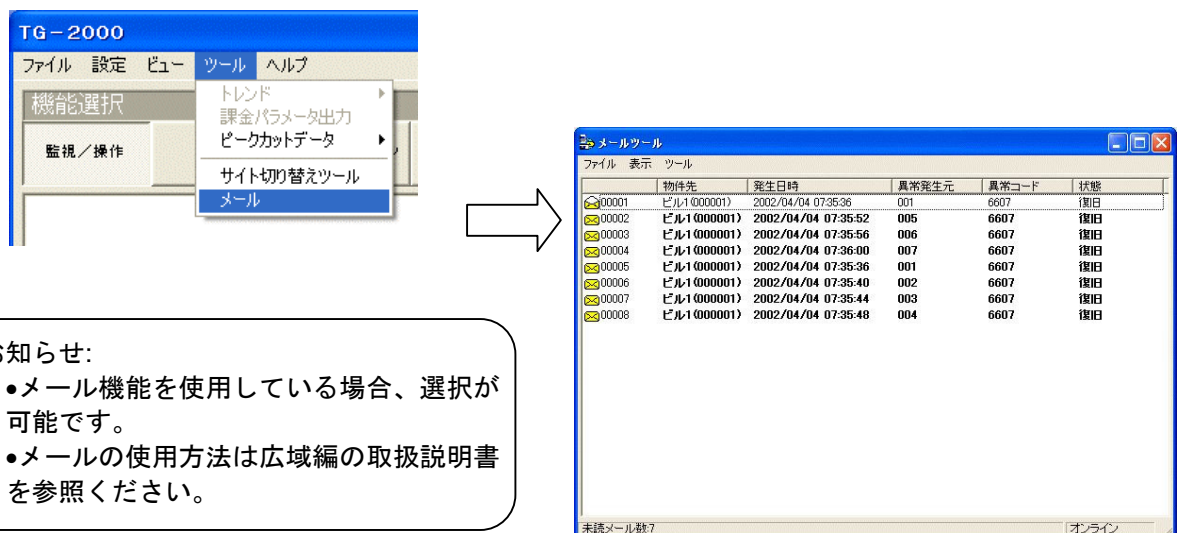 TG-2000
ファイル 設定 ビュー ツール ヘルプ
機能選択
監視/操作
トレンド
課金パラメータ出力
ピークカットデータ
サイト切り替えツール
メール
メールツール
ファイル 表示 ツール
物件先 発生日時 異常発生元 異常コード 状態
00001 ビル1(000001) 2002/04/04 07:35:36 001 6607 復旧
00002 ビル1(000001) 2002/04/04 07:35:52 005 6607 復旧
00003 ビル1(000001) 2002/04/04 07:35:56 006 6607 復旧
00004 ビル1(000001) 2002/04/04 07:36:00 007 6607 復旧
00005 ビル1(000001) 2002/04/04 07:35:36 001 6607 復旧
00006 ビル1(000001) 2002/04/04 07:35:40 002 6607 復旧
00007 ビル1(000001) 2002/04/04 07:35:44 003 6607 復旧
00008 ビル1(000001) 2002/04/04 07:35:48 004 6607 復旧
未読メール数:7 オンライン
お知らせ:
•メール機能を使用している場合、選択が
可能です。
•メールの使用方法は広域編の取扱説明書
を参照ください。